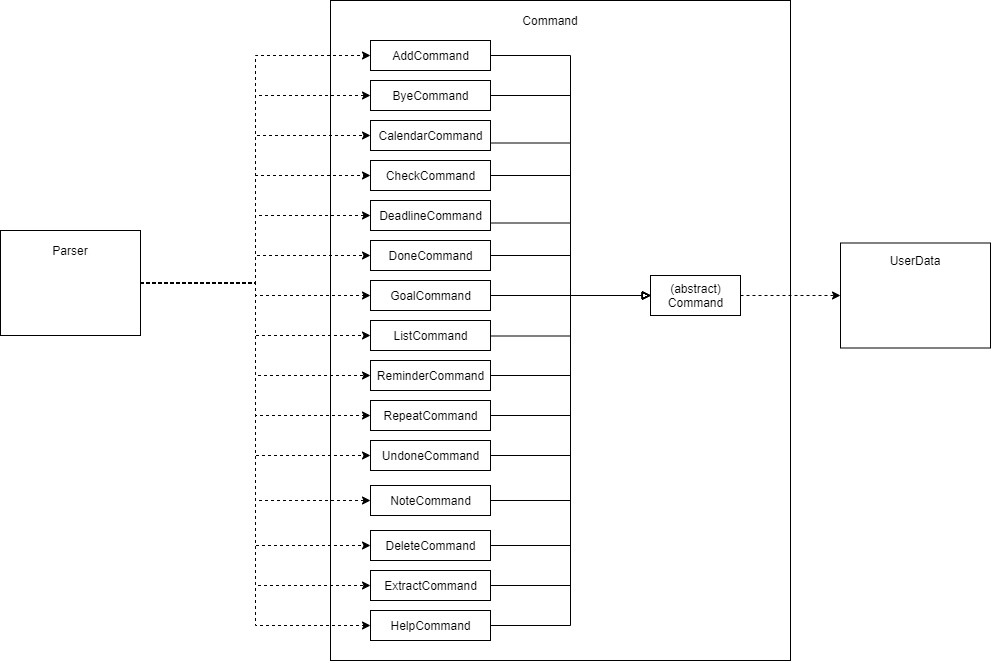 Command
AddCommand
ByeCommand
CalendarCommand
CheckCommand
DeadlineCommand
Parser
DoneCommand
UserData
GoalCommand
(abstract)
Command
ListCommand
ReminderCommand
RepeatCommand
UndoneCommand
NoteCommand
DeleteCommand
ExtractCommand
HelpCommand